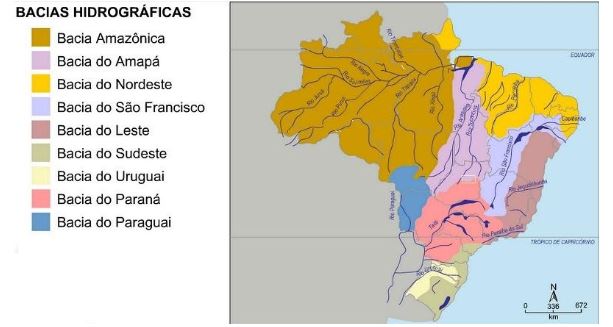 BACIAS HIDROGRÁFICAS
Bacia Amazônica
Bacia do Amapá
Bacia do Nordeste
Bacia do São Francisco
Bacia do Leste
Bacia do Sudeste
Bacia do Uruguai
Bacia do Paraná
Bacia do Paraguai
EQUADOR
Rio Negro
Rio Solimões
Rio Juruá
Rio Purus
Rio Tapajós
Rio Xingu
Rio Araguaia
Rio Tocantins
Rio Parnaíba
Capibaribe
Rio São Francisco
Rio Jequitinhonha
Rio Paraguai
Tietê
Rio Paraíba do Sul
TRÓPICO DE CAPRICÓRNIO
Rio Uruguai
N
0 336 672
km